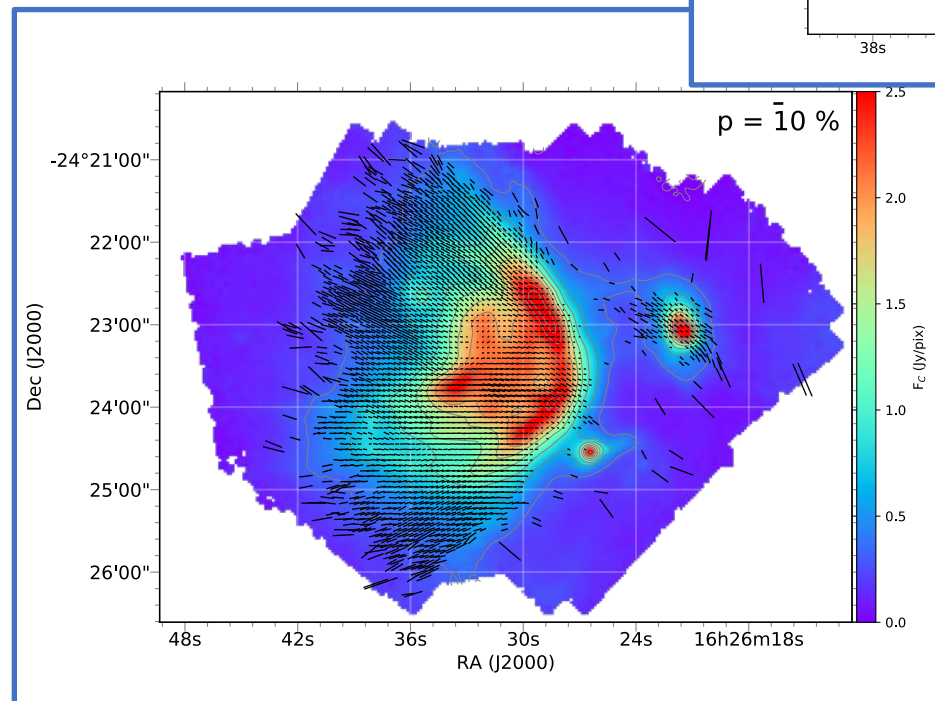 38s
p = 10 %
2.5
-24°21'00"
2.0
22'00"
1.5
23'00"
Dec (J2000)
F_C (Jy/pix)
24'00"
1.0
25'00"
0.5
26'00"
0.0
48s 42s 36s 30s 24s 16h26m18s
RA (J2000)